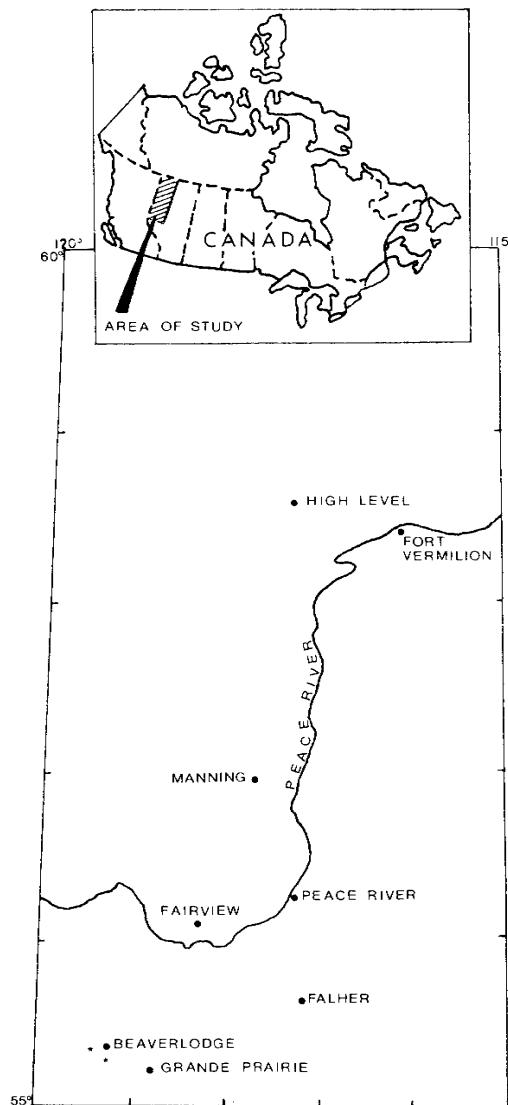 CANADA
120°
60°
115
AREA OF STUDY
HIGH LEVEL
FORT
VERMILION
PEACE RIVER
MANNING
PEACE RIVER
FAIRVIEW
FALHER
BEAVERLODGE
GRANDE PRAIRIE
55°